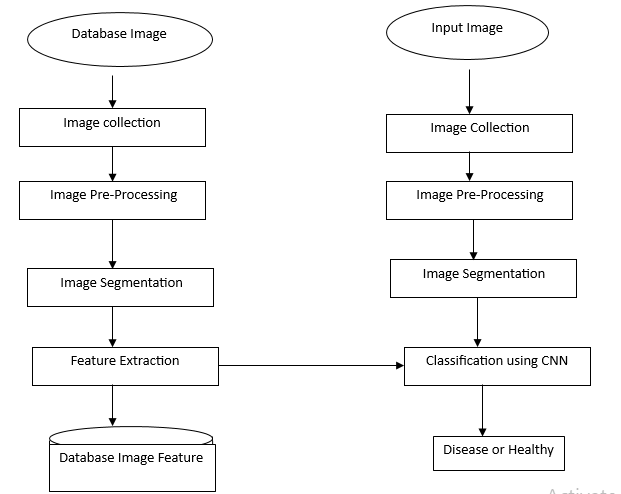 Database Image
Image collection
Image Pre-Processing
Image Segmentation
Feature Extraction
Database Image Feature
Input Image
Image Collection
Image Pre-Processing
Image Segmentation
Classification using CNN
Disease or Healthy